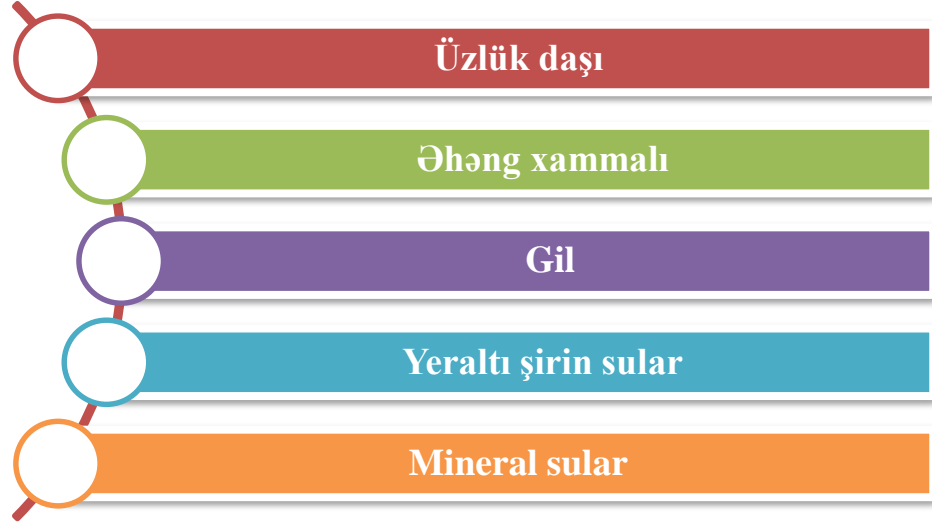 Üzlük daşı
Əhəng xammalı
Gil
Yeraltı şirin sular
Mineral sular